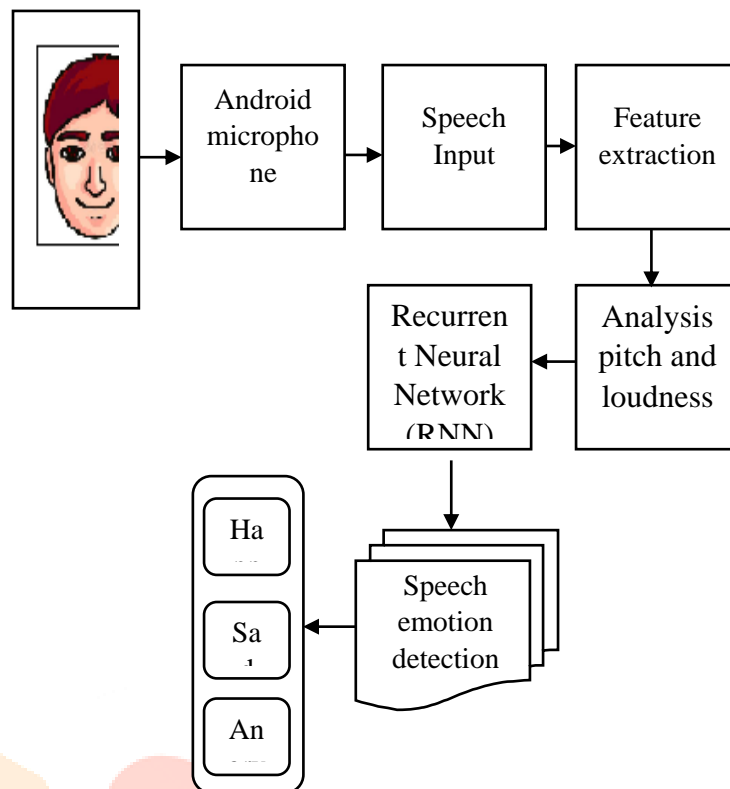 Android
micropho
ne
Speech
Input
Feature
extraction
Recurren
t Neural
Network
(RNN)
Analysis
pitch and
loudness
Speech
emotion
detection
Ha
Sa
An